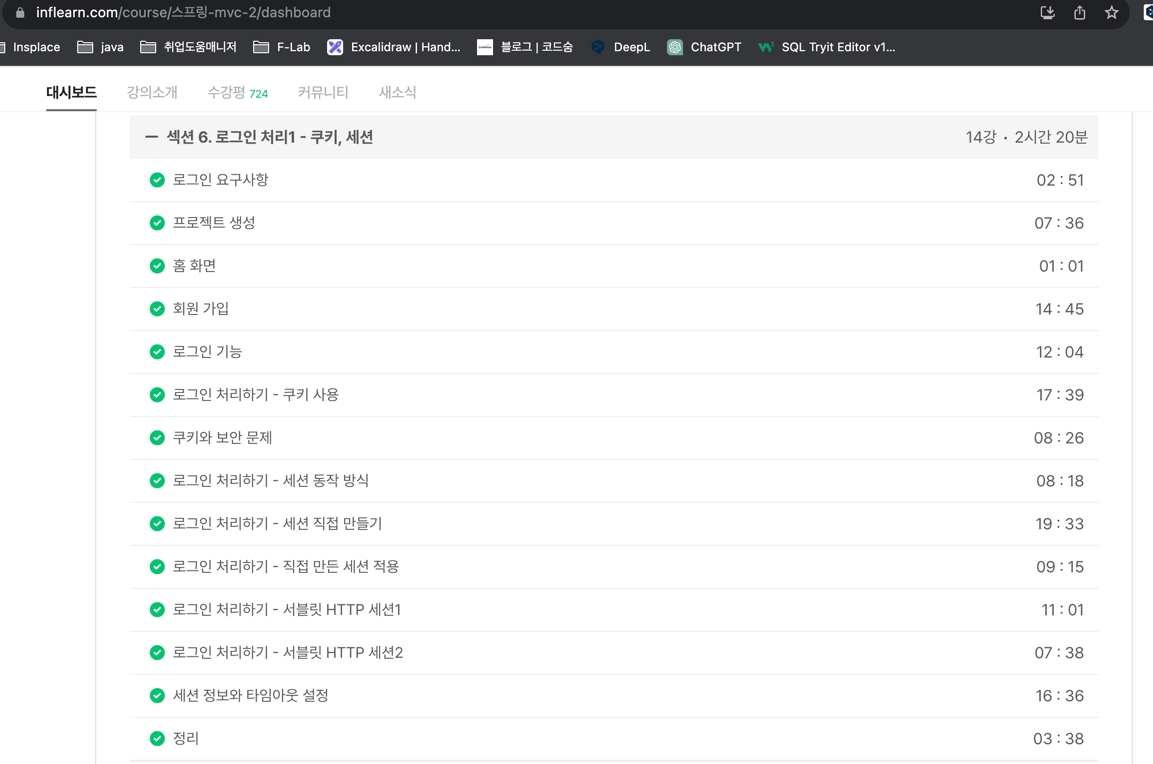 inflearn.com/course/스프링-mvc-2/dashboard
Insplace java 취업도움매니저 F-Lab Excalidraw | Hand... 블로그 | 코드숨 DeepL ChatGPT SQL Tryit Editor v1...
대시보드 강의소개 수강평 724 커뮤니티 새소식
섹션 6. 로그인 처리1 - 쿠키, 세션 14강 · 2시간 20분
로그인 요구사항 02 : 51
프로젝트 생성 07 : 36
홈 화면 01 : 01
회원 가입 14 : 45
로그인 기능 12 : 04
로그인 처리하기 - 쿠키 사용 17 : 39
쿠키와 보안 문제 08 : 26
로그인 처리하기 - 세션 동작 방식 08 : 18
로그인 처리하기 - 세션 직접 만들기 19 : 33
로그인 처리하기 - 직접 만든 세션 적용 09 : 15
로그인 처리하기 - 서블릿 HTTP 세션1 11 : 01
로그인 처리하기 - 서블릿 HTTP 세션2 07 : 38
세션 정보와 타임아웃 설정 16 : 36
정리 03 : 38